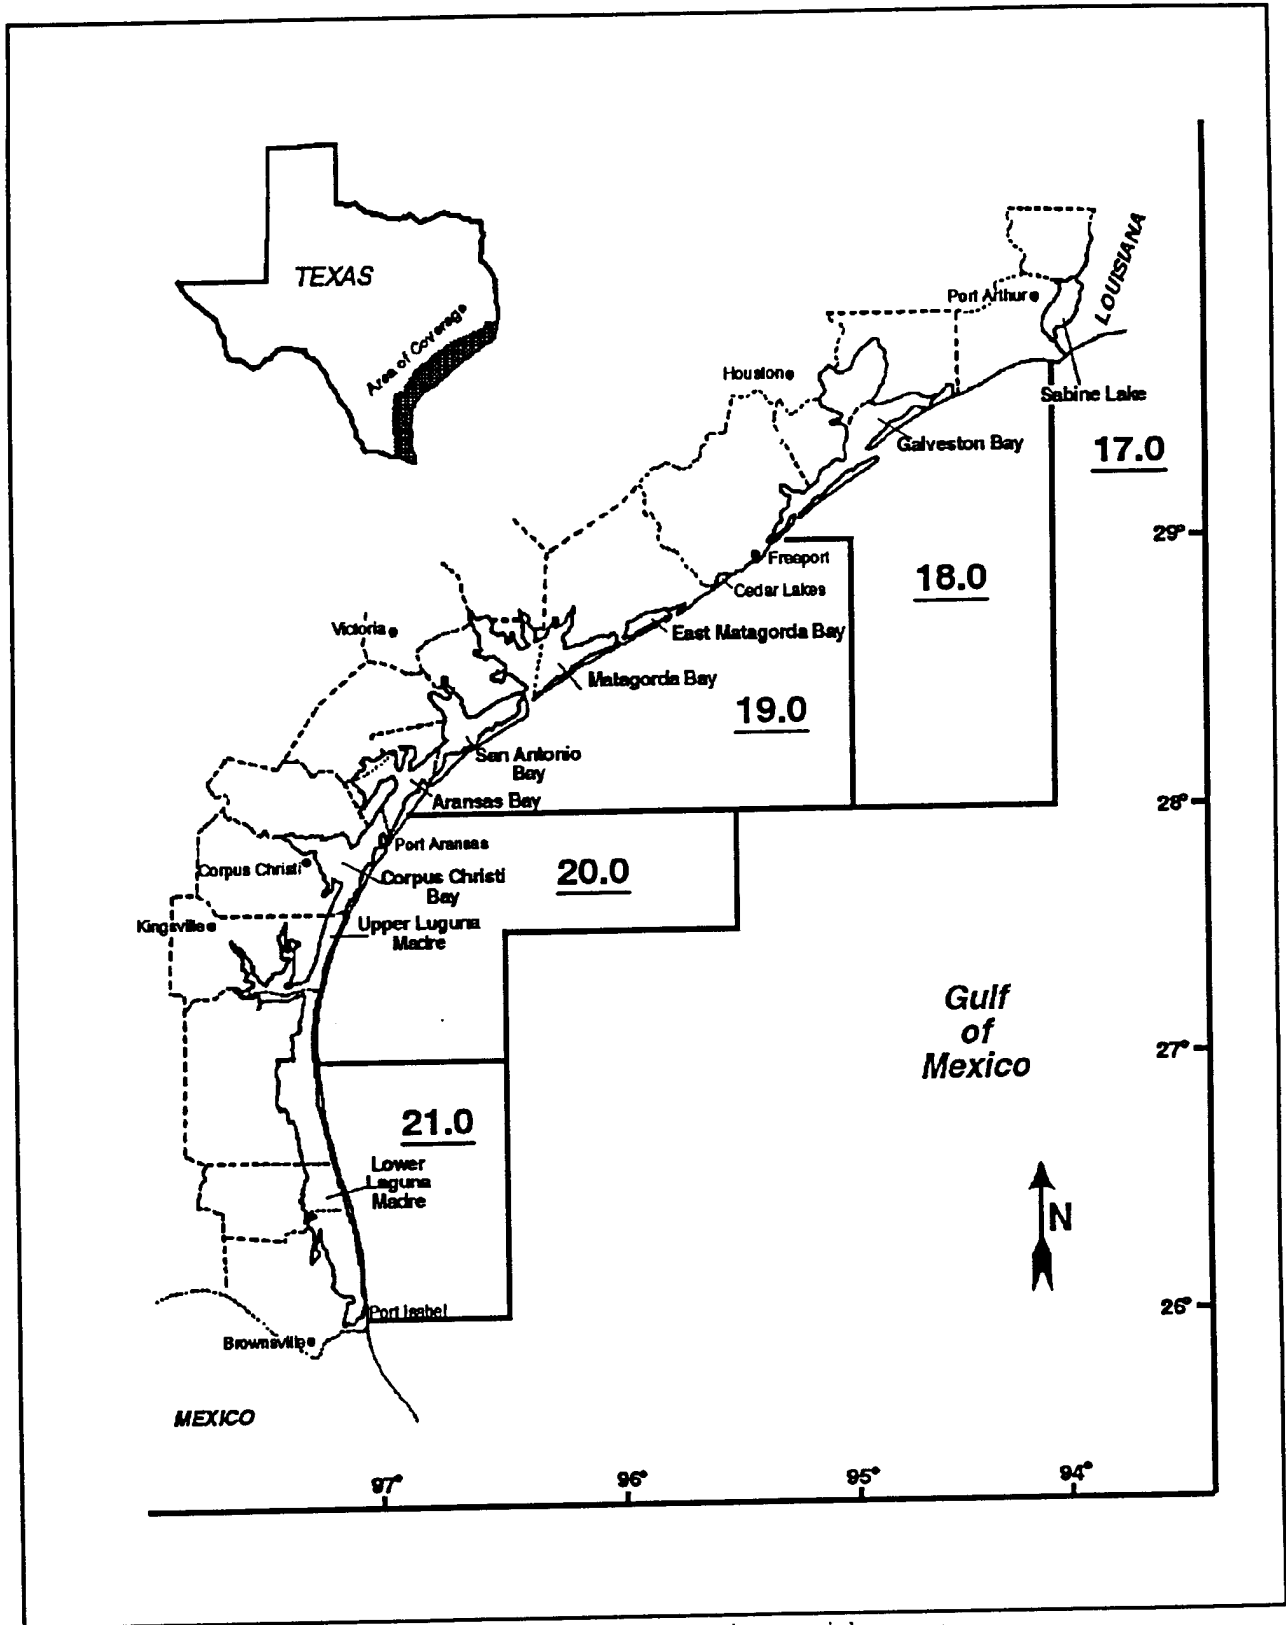 TEXAS
Area of Coverage
LOUISIANA
Port Arthur
Sabine Lake
Houston
Galveston Bay
17.0
29°
Freeport
18.0
Cedar Lakes
Victoria
East Matagorda Bay
Matagorda Bay
19.0
San Antonio
Bay
Aransas Bay
28°
Port Aransas
Corpus Christi
Corpus Christi
Bay
20.0
Kingsville
Upper Luguna
Madre
Gulf
of
Mexico
27°
21.0
Lower
Laguna
Madre
N
26°
Port Isabel
Brownsville
MEXICO
97°
96°
95°
94°